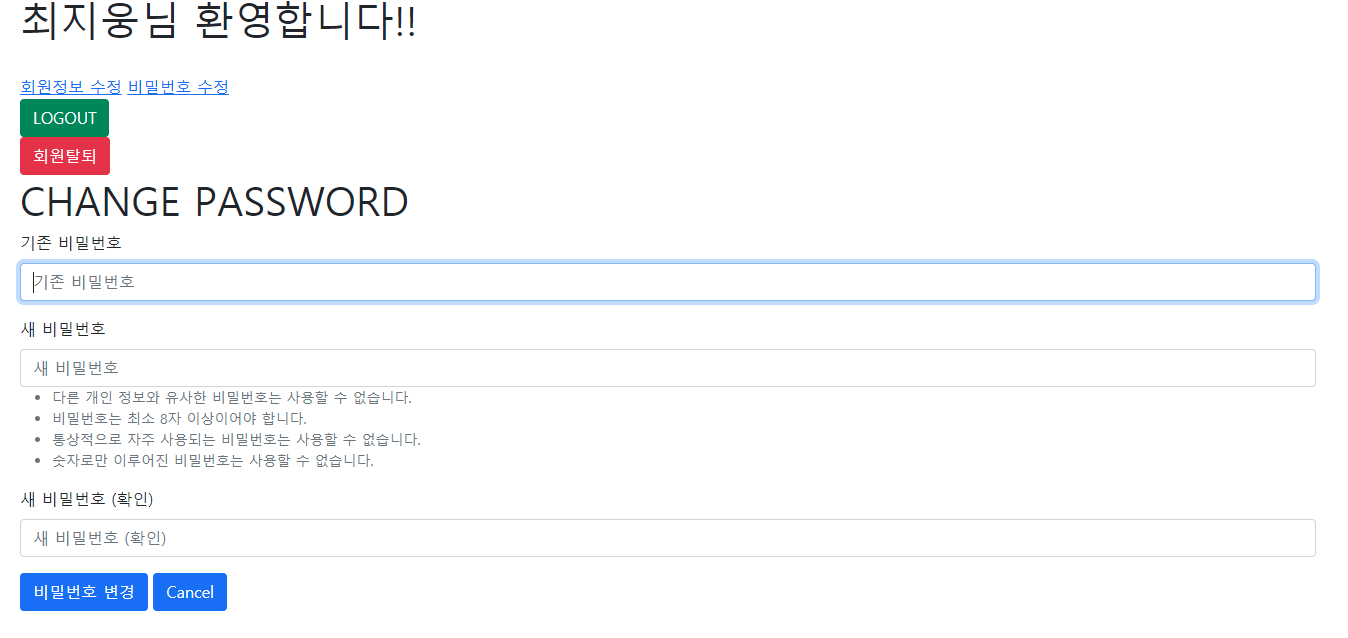 최지웅님 환영합니다!!
회원정보 수정 비밀번호 수정
LOGOUT
회원탈퇴
CHANGE PASSWORD
기존 비밀번호
기존 비밀번호
새 비밀번호
새 비밀번호
• 다른 개인 정보와 유사한 비밀번호는 사용할 수 없습니다.
• 비밀번호는 최소 8자 이상이어야 합니다.
• 통상적으로 자주 사용되는 비밀번호는 사용할 수 없습니다.
• 숫자로만 이루어진 비밀번호는 사용할 수 없습니다.
새 비밀번호 (확인)
새 비밀번호 (확인)
비밀번호 변경 Cancel